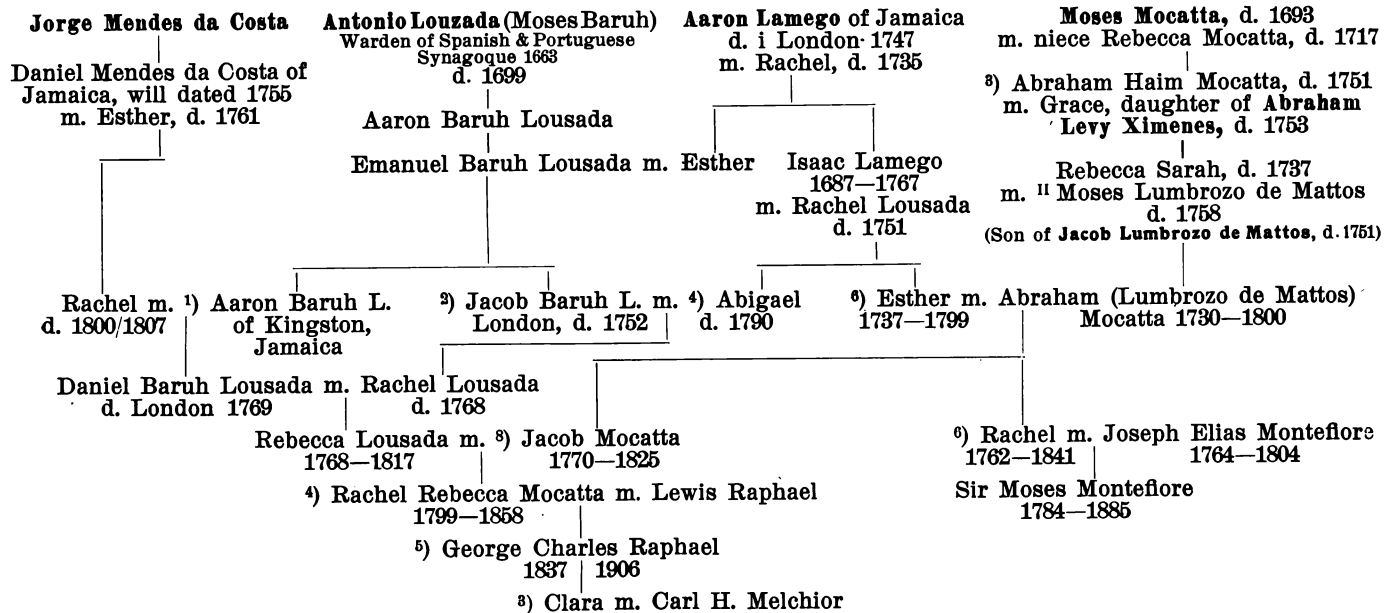 Jorge Mendes da Costa
Daniel Mendes da Costa of
Jamaica, will dated 1755
m. Esther, d. 1761
Antonio Louzada (Moses Baruh)
Warden of Spanish & Portuguese
Synagoque 1663
d. 1699
Aaron Baruh Lousada
Emanuel Baruh Lousada m. Esther
Aaron Lamego of Jamaica
d. i London 1747
m. Rachel, d. 1735
Isaac Lamego
1687—1767
m. Rachel Lousada
d. 1751
Moses Mocatta, d. 1693
m. niece Rebecca Mocatta, d. 1717
⁸) Abraham Haim Mocatta, d. 1751
m. Grace, daughter of Abraham
Levy Ximenes, d. 1753
Rebecca Sarah, d. 1737
m. II Moses Lumbrozo de Mattos
d. 1758
(Son of Jacob Lumbrozo de Mattos, d. 1751)
Rachel m. ¹) Aaron Baruh L.
d. 1800/1807
of Kingston,
Jamaica
²) Jacob Baruh L. m. ⁴) Abigael
London, d. 1752
d. 1790
⁶) Esther m. Abraham (Lumbrozo de Mattos)
1737—1799
Mocatta 1730—1800
Daniel Baruh Lousada m. Rachel Lousada
d. London 1769
d. 1768
Rebecca Lousada m. ⁸) Jacob Mocatta
1768—1817
1770—1825
⁶) Rachel m. Joseph Elias Montefiore
1762—1841
1764—1804
⁴) Rachel Rebecca Mocatta m. Lewis Raphael
1799—1858
Sir Moses Montefiore
1784—1885
⁵) George Charles Raphael
1837 1906
³) Clara m. Carl H. Melchior